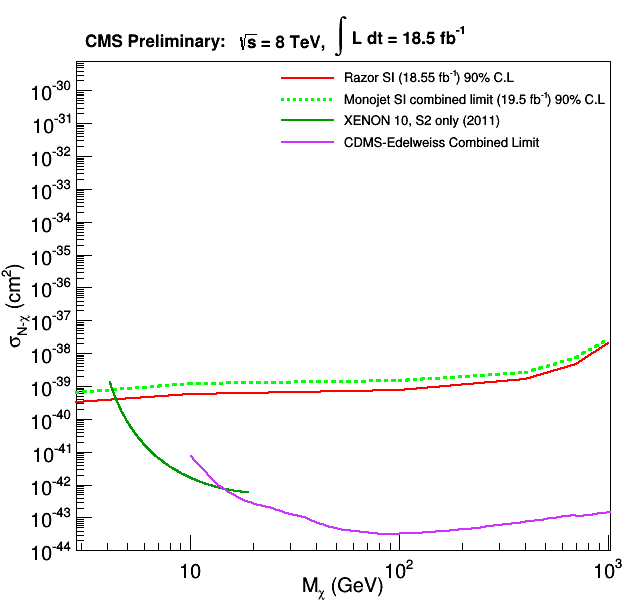 CMS Preliminary: √s = 8 TeV, ∫ L dt = 18.5 fb⁻¹
Razor SI (18.55 fb⁻¹) 90% C.L
Monojet SI combined limit (19.5 fb⁻¹) 90% C.L
XENON 10, S2 only (2011)
CDMS-Edelweiss Combined Limit
10⁻³⁰
10⁻³¹
10⁻³²
10⁻³³
10⁻³⁴
10⁻³⁵
10⁻³⁶
10⁻³⁷
10⁻³⁸
10⁻³⁹
10⁻⁴⁰
10⁻⁴¹
10⁻⁴²
10⁻⁴³
10⁻⁴⁴
σN-χ (cm²)
10 10² 10³
Mχ (GeV)